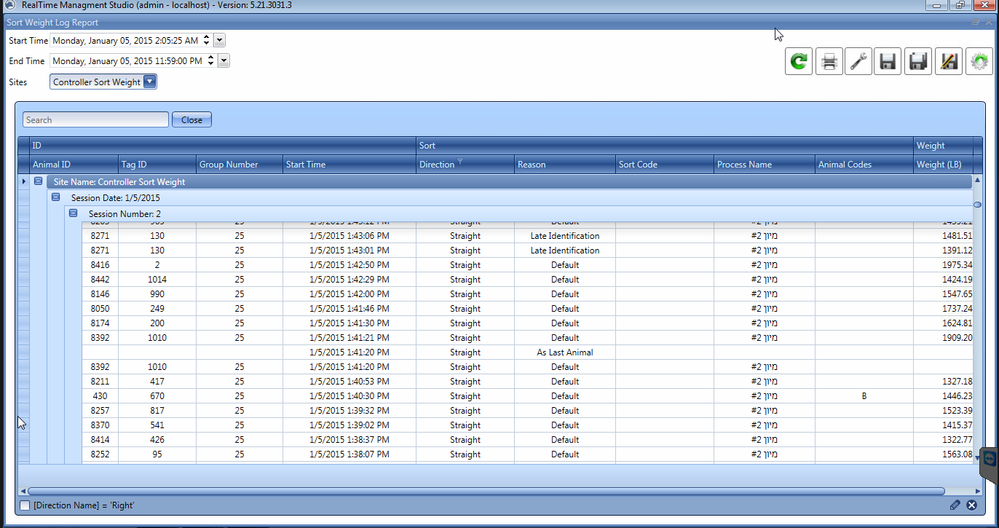 RealTime Managment Studio (admin - localhost) - Version: 5.21.3031.3
Sort Weight Log Report
Start Time Monday, January 05, 2015 2:05:25 AM
End Time Monday, January 05, 2015 11:59:00 PM
Sites Controller Sort Weight
Search Close
ID Sort Weight
Animal ID Tag ID Group Number Start Time Direction Reason Sort Code Process Name Animal Codes Weight (LB)
Site Name: Controller Sort Weight
Session Date: 1/5/2015
Session Number: 2
8271 130 25 1/5/2015 1:43:06 PM Straight Late Identification מיון #2 1481.51
8271 130 25 1/5/2015 1:43:01 PM Straight Late Identification מיון #2 1391.12
8416 2 25 1/5/2015 1:42:50 PM Straight Default מיון #2 1975.34
8442 1014 25 1/5/2015 1:42:29 PM Straight Default מיון #2 1424.19
8146 990 25 1/5/2015 1:42:00 PM Straight Default מיון #2 1547.65
8050 249 25 1/5/2015 1:41:46 PM Straight Default מיון #2 1737.24
8174 200 25 1/5/2015 1:41:30 PM Straight Default מיון #2 1624.81
8392 1010 25 1/5/2015 1:41:21 PM Straight Default מיון #2 1909.20
1/5/2015 1:41:20 PM Straight As Last Animal
8392 1010 25 1/5/2015 1:41:20 PM Straight Default מיון #2
8211 417 25 1/5/2015 1:40:53 PM Straight Default מיון #2 1327.18
430 670 25 1/5/2015 1:40:30 PM Straight Default מיון #2 B 1446.23
8257 817 25 1/5/2015 1:39:32 PM Straight Default מיון #2 1523.39
8370 541 25 1/5/2015 1:39:02 PM Straight Default מיון #2 1415.37
8414 426 25 1/5/2015 1:38:37 PM Straight Default מיון #2 1322.77
8252 95 25 1/5/2015 1:38:07 PM Straight Default מיון #2 1563.08
[Direction Name] = 'Right'